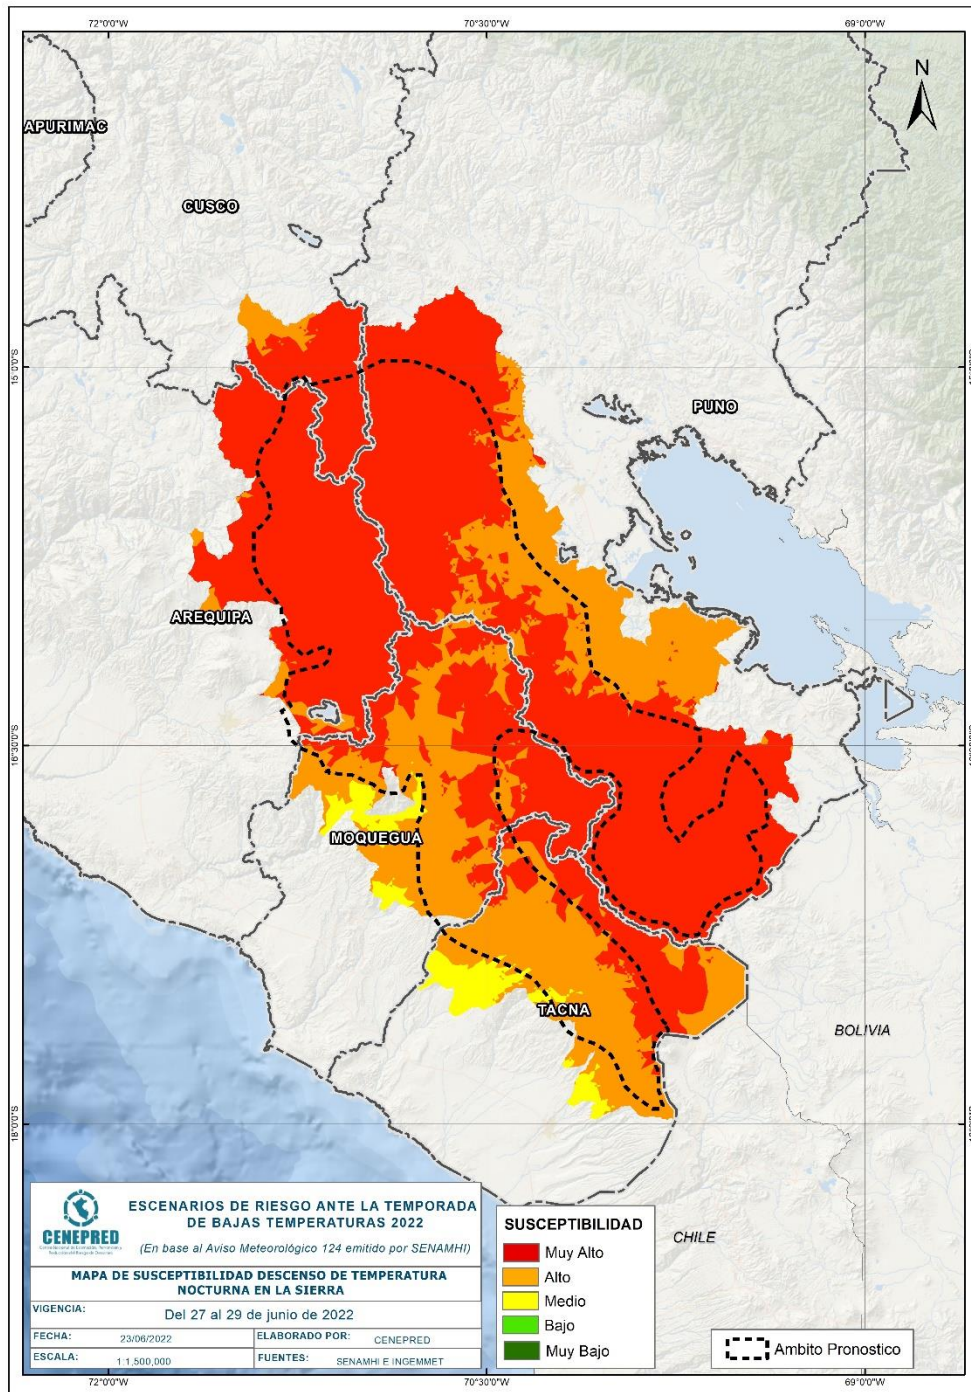 72°0'0"W
70°30'0"W
69°0'0"W
N
APURIMAC
CUSCO
15°0'0"S
PUNO
AREQUIPA
16°30'0"S
MOQUEGUA
TACNA
BOLIVIA
18°0'0"S
CHILE
CENEPRED
ESCENARIOS DE RIESGO ANTE LA TEMPORADA
DE BAJAS TEMPERATURAS 2022
(En base al Aviso Meteorológico 124 emitido por SENAMHI)
MAPA DE SUSCEPTIBILIDAD DESCENSO DE TEMPERATURA
NOCTURNA EN LA SIERRA
VIGENCIA: Del 27 al 29 de junio de 2022
FECHA: 23/06/2022 ELABORADO POR: CENEPRED
ESCALA: 1:1,500,000 FUENTES: SENAMHI E INGEMMET
SUSCEPTIBILIDAD
Muy Alto
Alto
Medio
Bajo
Muy Bajo
Ambito Pronostico
72°0'0"W
70°30'0"W
69°0'0"W